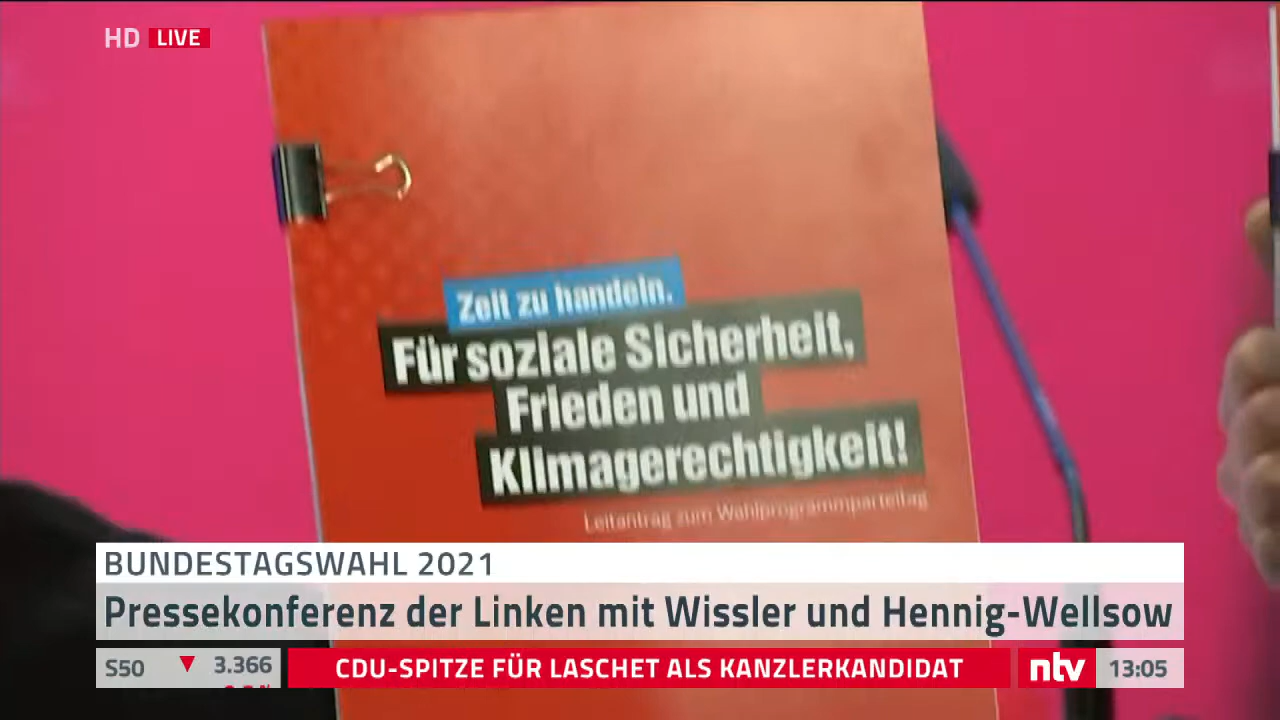 HD LIVE
Zeit zu handeln.
Für soziale Sicherheit,
Frieden und
Klimagerechtigkeit!
Leitantrag zum Wahlprogrammparteitag
BUNDESTAGSWAHL 2021
Pressekonferenz der Linken mit Wissler und Hennig-Wellsow
S50 ▼ 3.366 CDU-SPITZE FÜR LASCHET ALS KANZLERKANDIDAT ntv 13:05